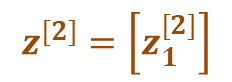 z^{[2]} = [z_1^{[2]}]